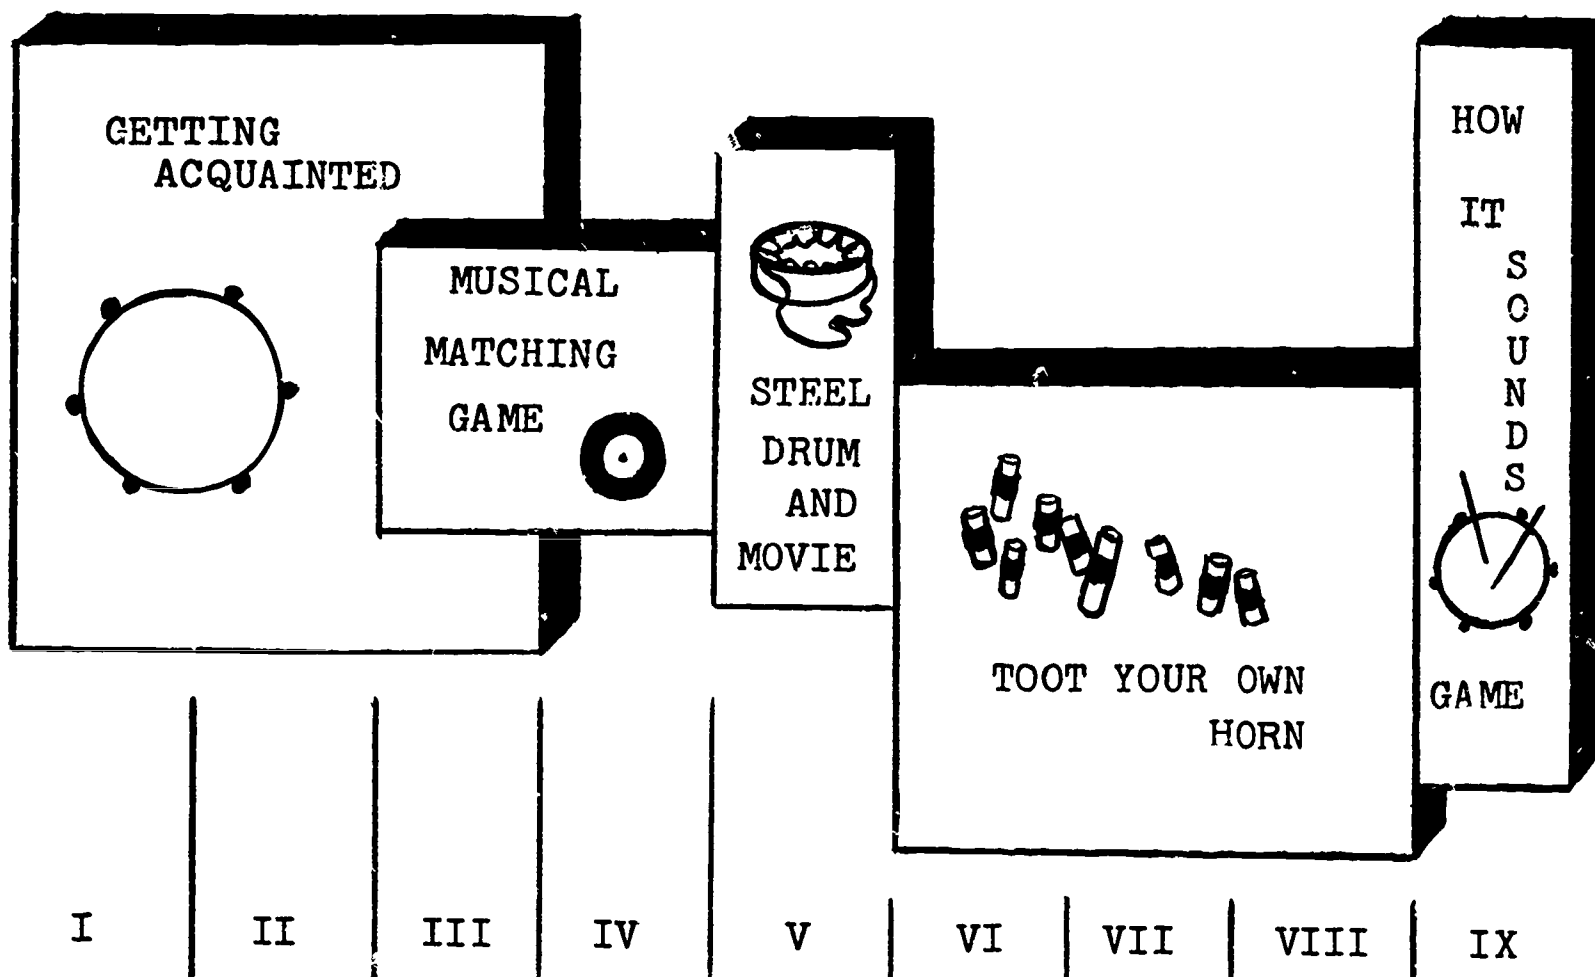 GETTING
ACQUAINTED
MUSICAL
MATCHING
GAME
STEEL
DRUM
AND
MOVIE
TOOT YOUR OWN
HORN
HOW
IT
S
O
U
N
D
S
GAME
I II III IV V VI VII VIII IX